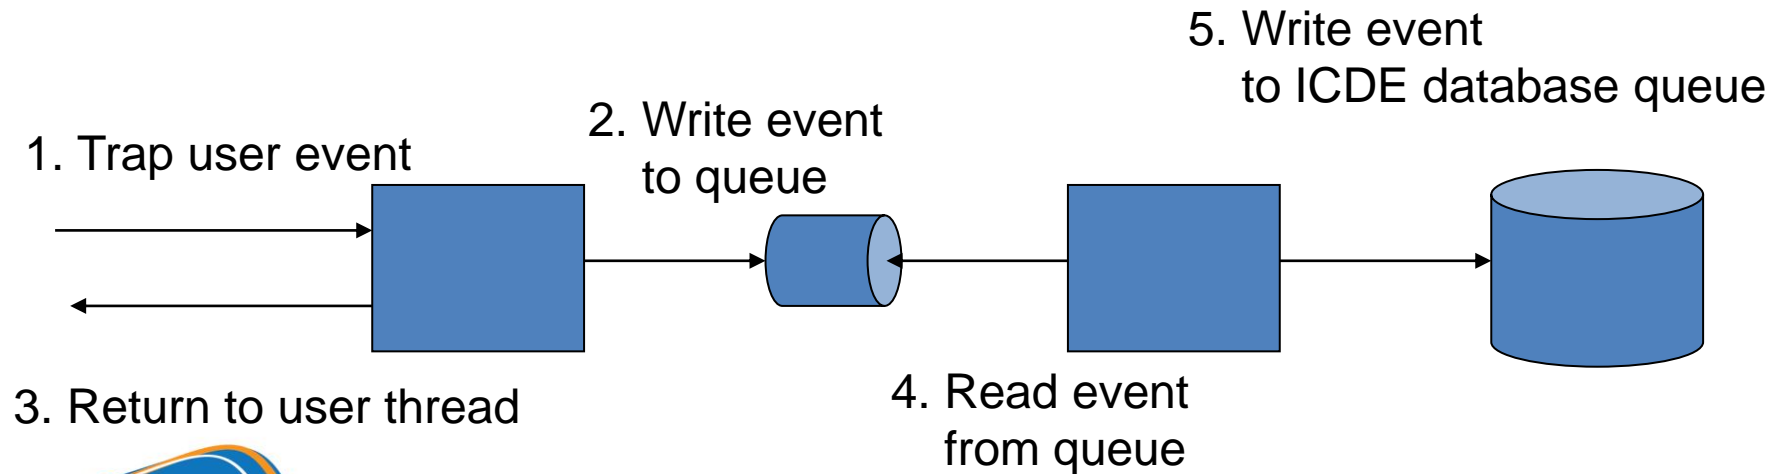 5. Write event
to ICDE database queue
2. Write event
to queue
1. Trap user event
3. Return to user thread
4. Read event
from queue